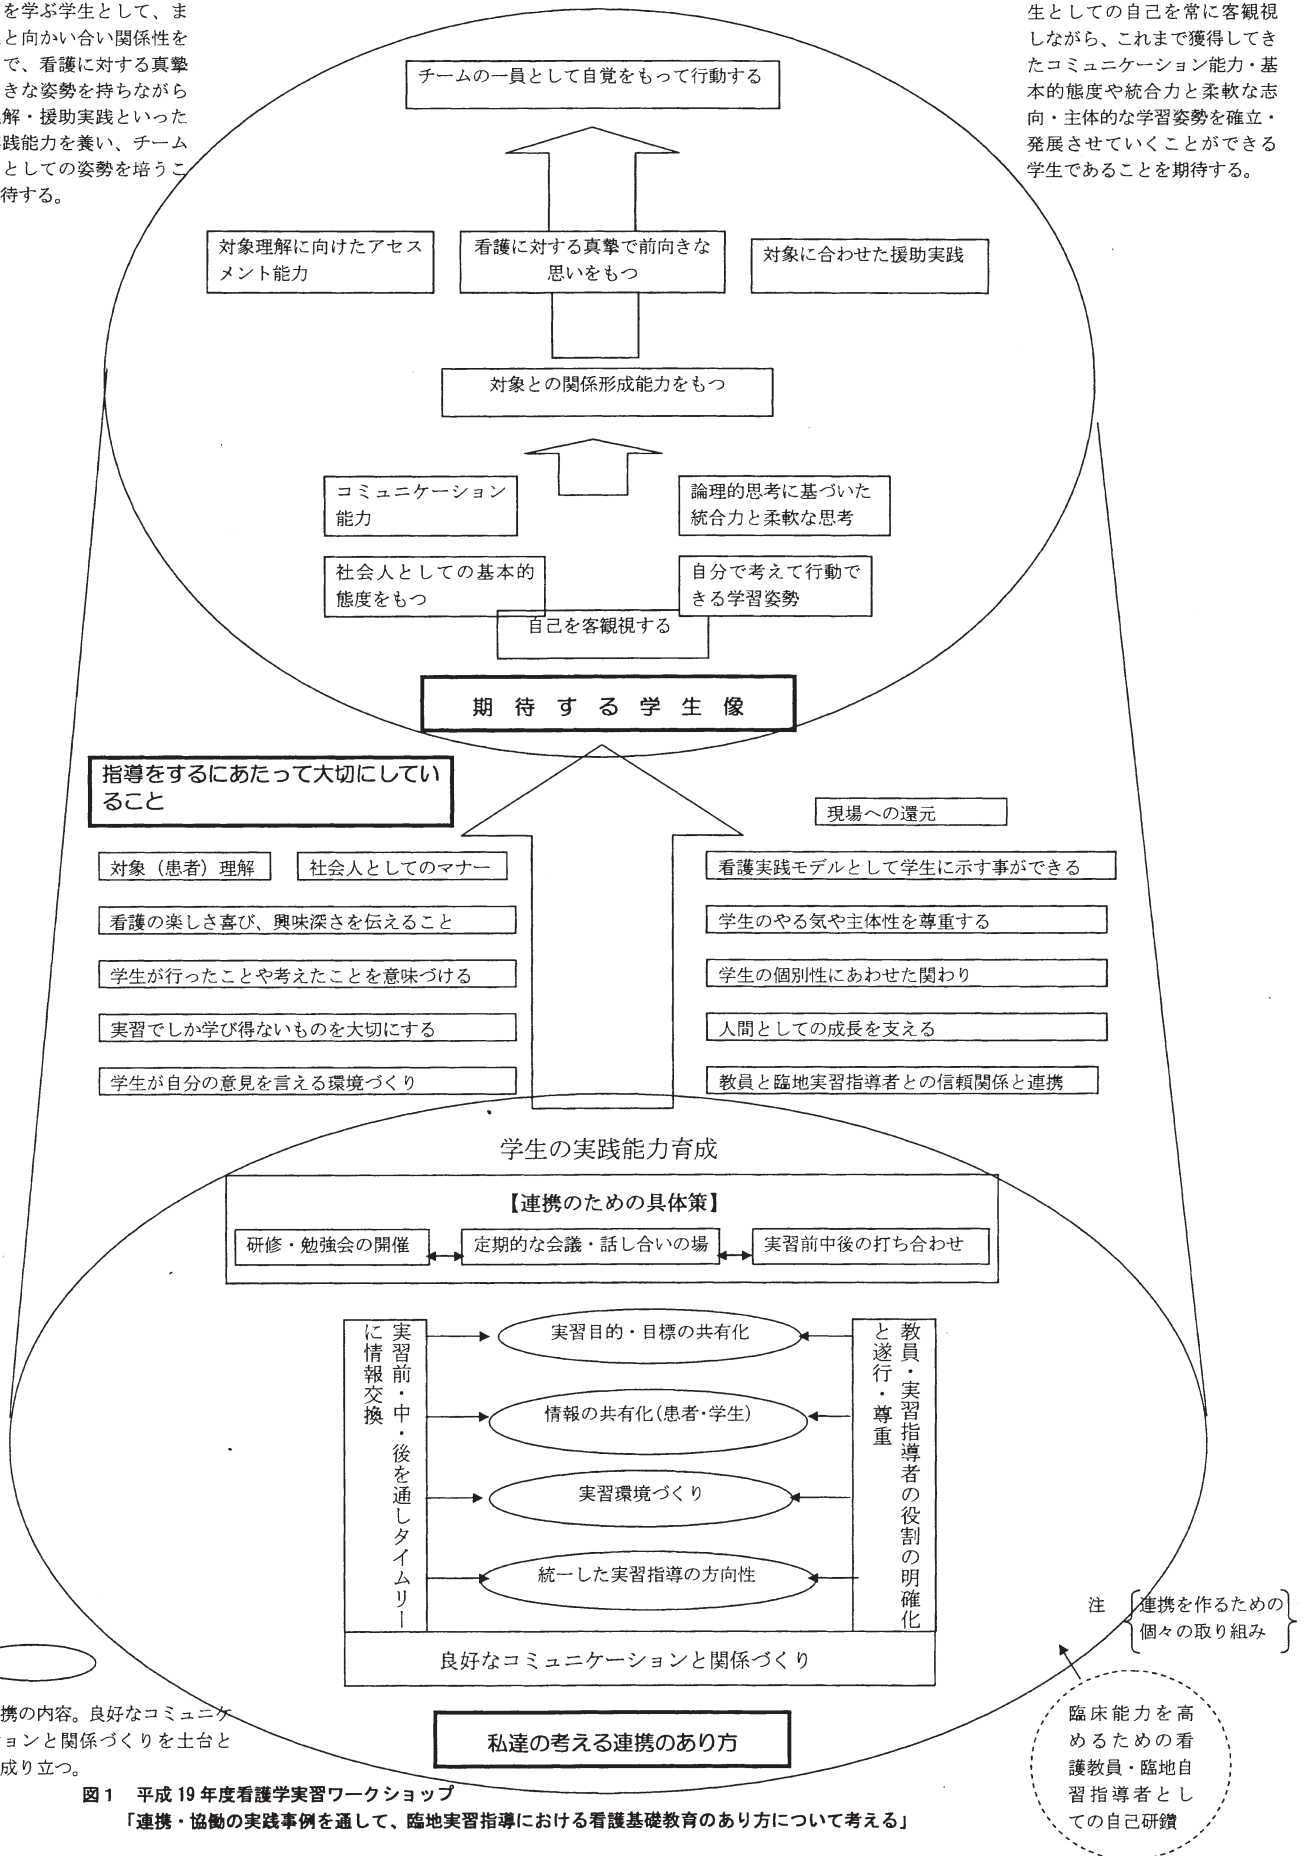 を学ぶ学生として、ま
と向かい合い関係性を
で、看護に対する真摯
きな姿勢を持ちながら
解・援助実践といった
践能力を養い、チーム
としての姿勢を培うこ
待する。
生としての自己を常に客観視
しながら、これまで獲得してき
たコミュニケーション能力・基
本的態度や統合力と柔軟な志
向・主体的な学習姿勢を確立・
発展させていくことができる
学生であることを期待する。
チームの一員として自覚をもって行動する
対象理解に向けたアセス
メント能力
看護に対する真摯で前向きな
思いをもつ
対象に合わせた援助実践
対象との関係形成能力をもつ
コミュニケーション
能力
論理的思考に基づいた
統合力と柔軟な思考
社会人としての基本的
態度をもつ
自分で考えて行動で
きる学習姿勢
自己を客観視する
期待する学生像
指導をするにあたって大切にしてい
ること
現場への還元
対象（患者）理解
社会人としてのマナー
看護実践モデルとして学生に示す事ができる
看護の楽しさ喜び、興味深さを伝えること
学生のやる気や主体性を尊重する
学生が行ったことや考えたことを意味づける
学生の個別性にあわせた関わり
実習でしか学び得ないものを大切にする
人間としての成長を支える
学生が自分の意見を言える環境づくり
教員と臨地実習指導者との信頼関係と連携
学生の実践能力育成
【連携のための具体策】
研修・勉強会の開催
定期的な会議・話し合いの場
実習前中後の打ち合わせ
実習前・中・後を通しタイムリー
に情報交換
実習目的・目標の共有化
情報の共有化(患者・学生)
実習環境づくり
統一した実習指導の方向性
教員・実習指導者の役割の明確化
と遂行・尊重
良好なコミュニケーションと関係づくり
私達の考える連携のあり方
注
連携を作るための
個々の取り組み
臨床能力を高
めるための看
護教員・臨地自
習指導者とし
ての自己研鑽
携の内容。良好なコミュニケ
ョンと関係づくりを土台と
成り立つ。
図１　平成 19 年度看護学実習ワークショップ
「連携・協働の実践事例を通して、臨地実習指導における看護基礎教育のあり方について考える」